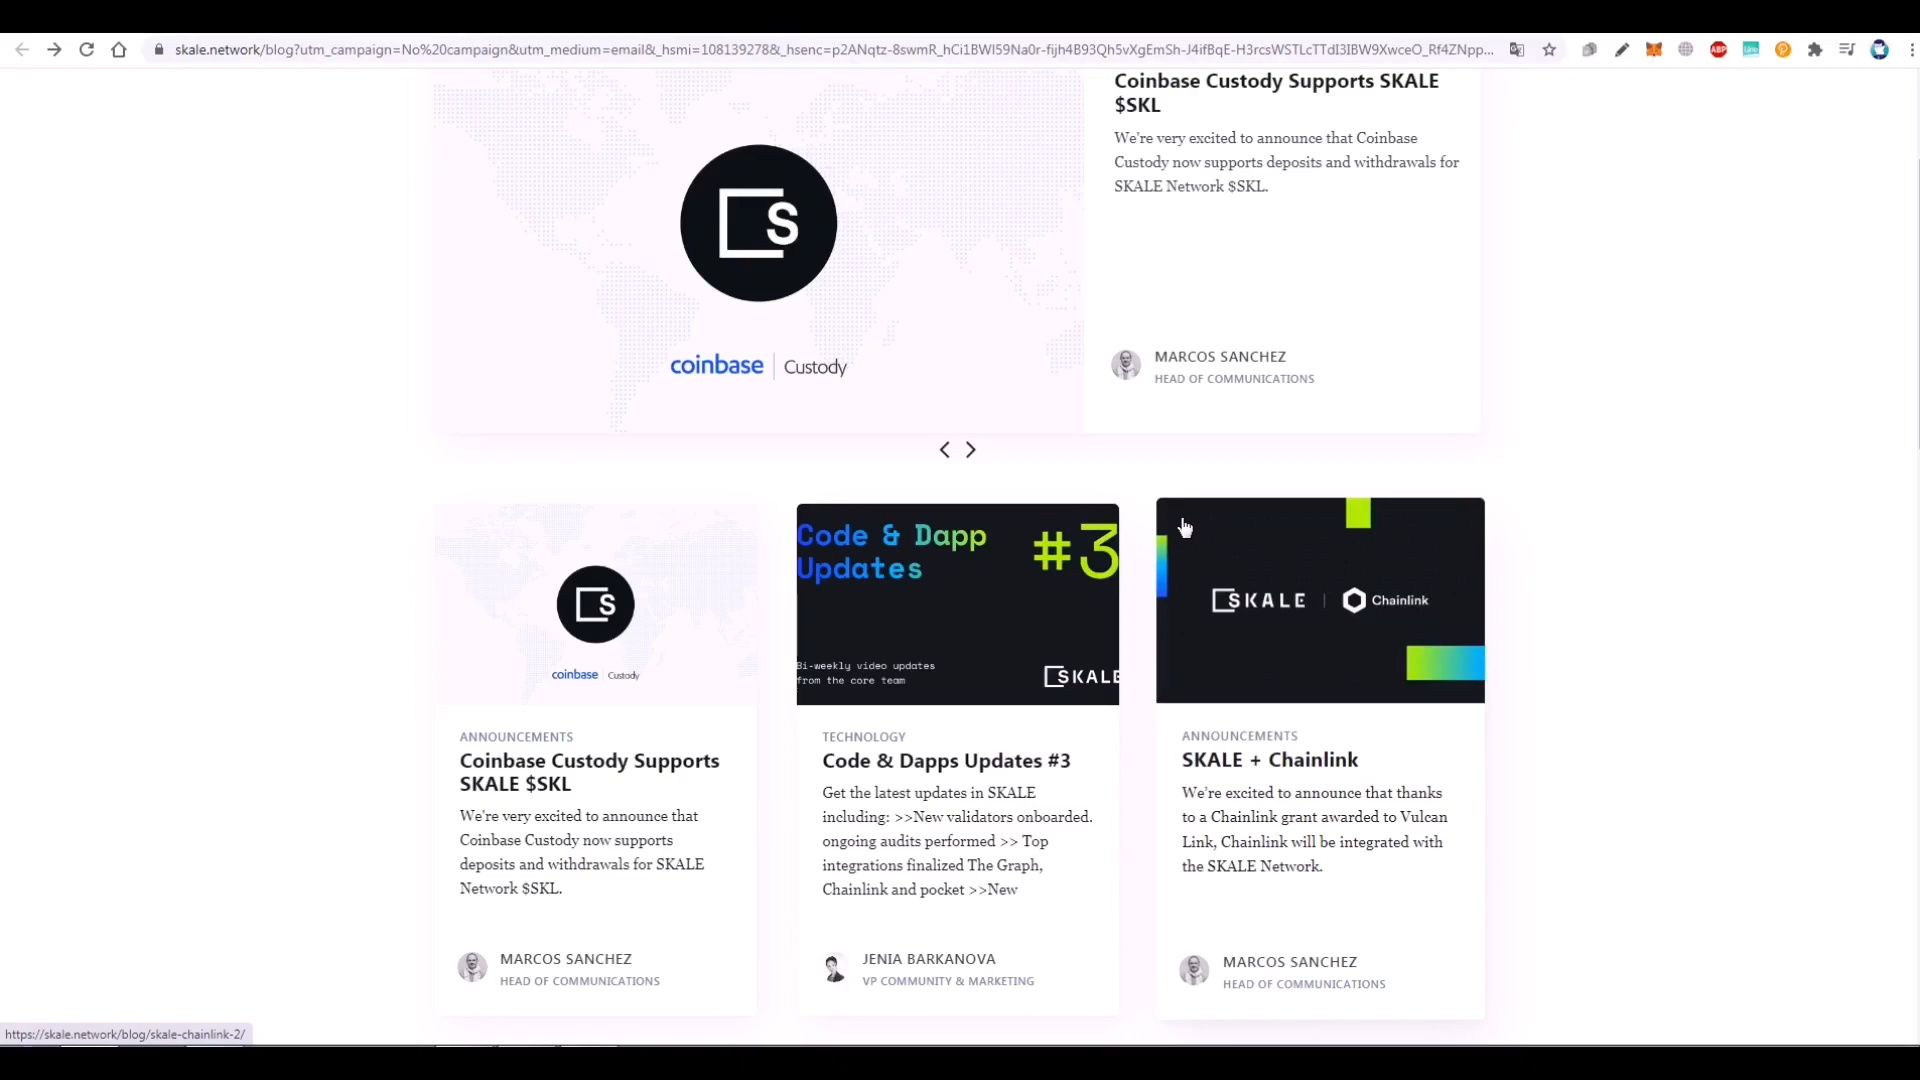 skale.network/blog?utm_campaign=No%20campaign&utm_medium=email&_hsmi=108139278&_hsenc=p2ANqtz-8swmR_hCi1BWl59Na0r-fijh4B93Qh5vXgEmSh-J4ifBqE-H3rcsWSTLcTTdI3IBW9XwceO_Rf4ZNpp...
ABP
Coinbase Custody Supports SKALE
$SKL
We're very excited to announce that Coinbase
Custody now supports deposits and withdrawals for
SKALE Network $SKL.
S
coinbase | Custody
MARCOS SANCHEZ
HEAD OF COMMUNICATIONS
S
coinbase | Custody
ANNOUNCEMENTS
Coinbase Custody Supports
SKALE $SKL
We're very excited to announce that
Coinbase Custody now supports
deposits and withdrawals for SKALE
Network $SKL.
MARCOS SANCHEZ
HEAD OF COMMUNICATIONS
Code & Dapp
Updates
#3
Bi-weekly video updates
from the core team
SKALE
TECHNOLOGY
Code & Dapps Updates #3
Get the latest updates in SKALE
including: >>New validators onboarded.
ongoing audits performed >> Top
integrations finalized The Graph,
Chainlink and pocket >>New
JENIA BARKANOVA
VP COMMUNITY & MARKETING
SKALE | Chainlink
ANNOUNCEMENTS
SKALE + Chainlink
We're excited to announce that thanks
to a Chainlink grant awarded to Vulcan
Link, Chainlink will be integrated with
the SKALE Network.
MARCOS SANCHEZ
HEAD OF COMMUNICATIONS
https://skale.network/blog/skale-chainlink-2/